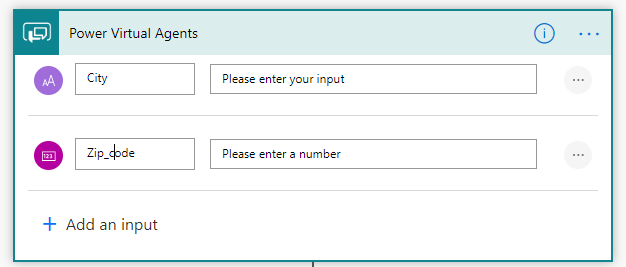 Power Virtual Agents
AA City Please enter your input
123 Zip_code Please enter a number
+ Add an input